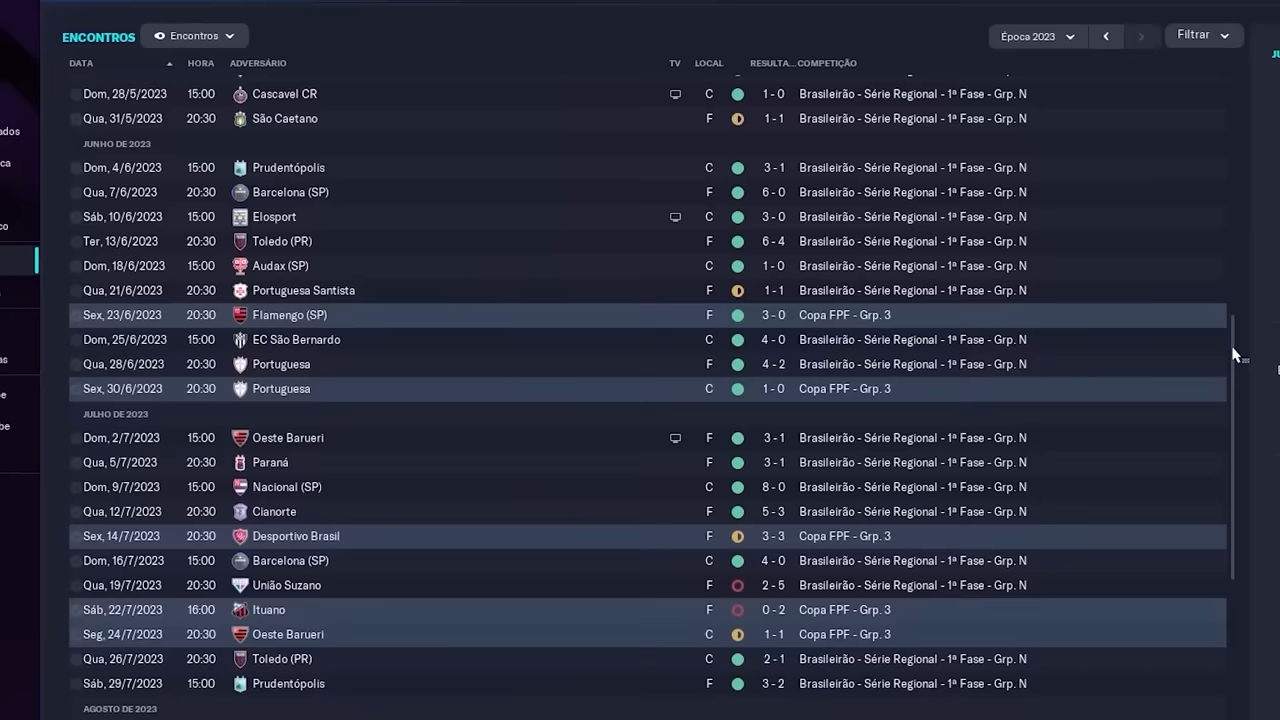 ENCONTROS Encontros Época 2023 Filtrar
DATA HORA ADVERSÁRIO TV LOCAL RESULTA... COMPETIÇÃO
Dom, 28/5/2023 15:00 Cascavel CR C 1 - 0 Brasileirão - Série Regional - 1ª Fase - Grp. N
Qua, 31/5/2023 20:30 São Caetano F 1 - 1 Brasileirão - Série Regional - 1ª Fase - Grp. N
JUNHO DE 2023
Dom, 4/6/2023 15:00 Prudentópolis C 3 - 1 Brasileirão - Série Regional - 1ª Fase - Grp. N
Qua, 7/6/2023 20:30 Barcelona (SP) F 6 - 0 Brasileirão - Série Regional - 1ª Fase - Grp. N
Sáb, 10/6/2023 15:00 Elosport C 3 - 0 Brasileirão - Série Regional - 1ª Fase - Grp. N
Ter, 13/6/2023 20:30 Toledo (PR) F 6 - 4 Brasileirão - Série Regional - 1ª Fase - Grp. N
Dom, 18/6/2023 15:00 Audax (SP) C 1 - 0 Brasileirão - Série Regional - 1ª Fase - Grp. N
Qua, 21/6/2023 20:30 Portuguesa Santista F 1 - 1 Brasileirão - Série Regional - 1ª Fase - Grp. N
Sex, 23/6/2023 20:30 Flamengo (SP) F 3 - 0 Copa FPF - Grp. 3
Dom, 25/6/2023 15:00 EC São Bernardo C 4 - 0 Brasileirão - Série Regional - 1ª Fase - Grp. N
Qua, 28/6/2023 20:30 Portuguesa F 4 - 2 Brasileirão - Série Regional - 1ª Fase - Grp. N
Sex, 30/6/2023 20:30 Portuguesa C 1 - 0 Copa FPF - Grp. 3
JULHO DE 2023
Dom, 2/7/2023 15:00 Oeste Barueri F 3 - 1 Brasileirão - Série Regional - 1ª Fase - Grp. N
Qua, 5/7/2023 20:30 Paraná F 3 - 1 Brasileirão - Série Regional - 1ª Fase - Grp. N
Dom, 9/7/2023 15:00 Nacional (SP) C 8 - 0 Brasileirão - Série Regional - 1ª Fase - Grp. N
Qua, 12/7/2023 20:30 Cianorte F 5 - 3 Brasileirão - Série Regional - 1ª Fase - Grp. N
Sex, 14/7/2023 20:30 Desportivo Brasil F 3 - 3 Copa FPF - Grp. 3
Dom, 16/7/2023 15:00 Barcelona (SP) C 4 - 0 Brasileirão - Série Regional - 1ª Fase - Grp. N
Qua, 19/7/2023 20:30 União Suzano F 2 - 5 Brasileirão - Série Regional - 1ª Fase - Grp. N
Sáb, 22/7/2023 16:00 Ituano F 0 - 2 Copa FPF - Grp. 3
Seg, 24/7/2023 20:30 Oeste Barueri C 1 - 1 Copa FPF - Grp. 3
Qua, 26/7/2023 20:30 Toledo (PR) C 2 - 1 Brasileirão - Série Regional - 1ª Fase - Grp. N
Sáb, 29/7/2023 15:00 Prudentópolis F 3 - 2 Brasileirão - Série Regional - 1ª Fase - Grp. N
AGOSTO DE 2023